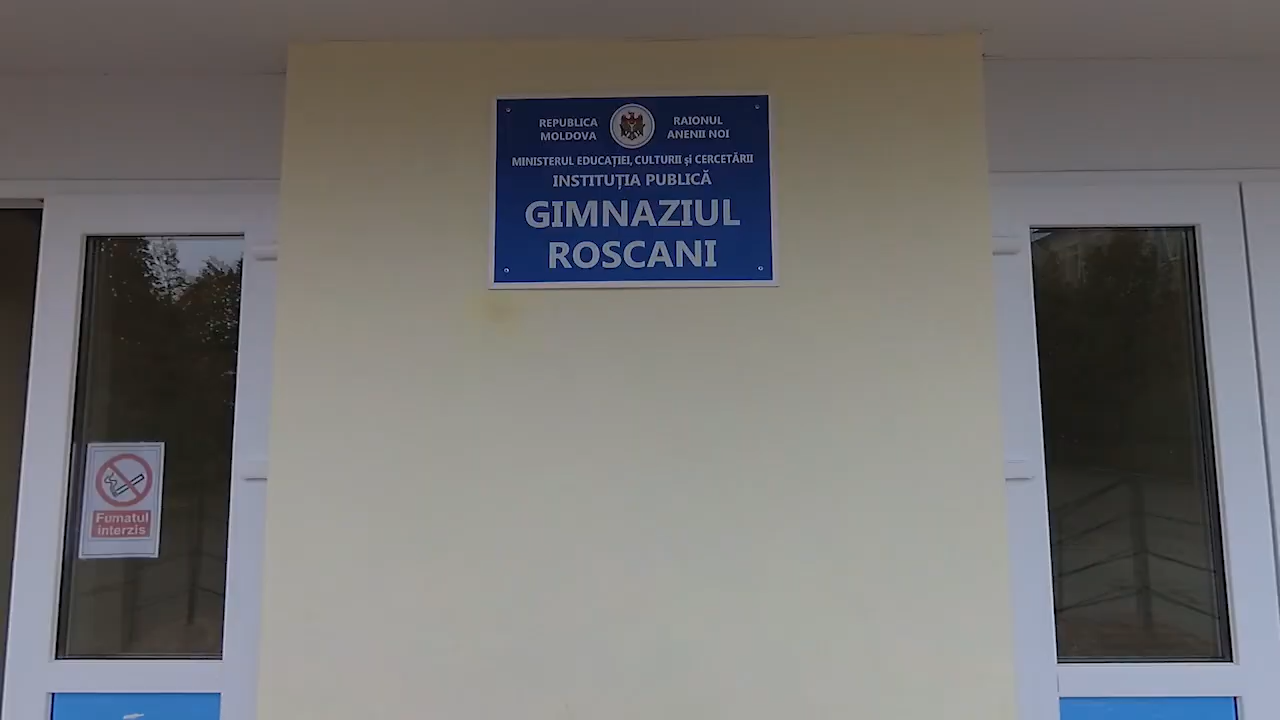 REPUBLICA
MOLDOVA
RAIONUL
ANENII NOI
MINISTERUL EDUCAȚIEI, CULTURII și CERCETĂRII
INSTITUȚIA PUBLICĂ
GIMNAZIUL
ROSCANI
Fumatul
interzis